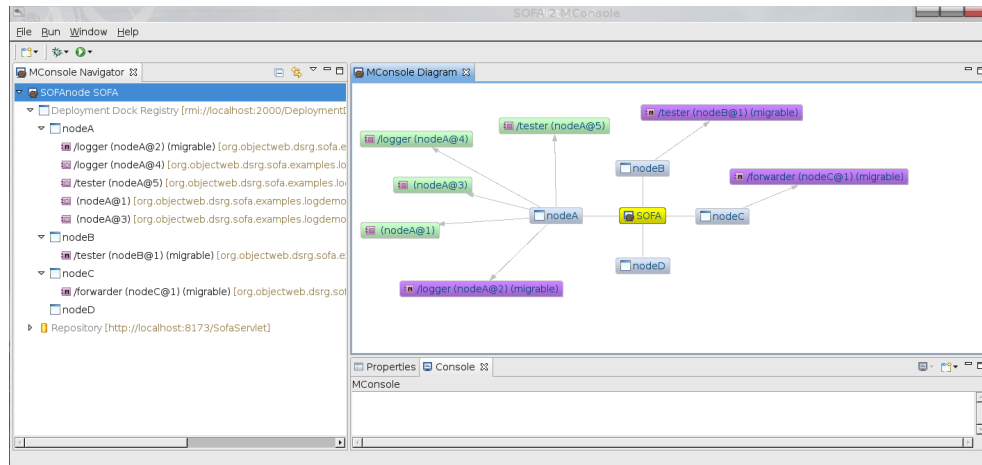 SOFA 2 MConsole
File Run Window Help
MConsole Navigator
SOFAnode SOFA
Deployment Dock Registry [rmi://localhost:2000/DeploymentD
nodeA
/logger (nodeA@2) (migrable) [org.objectweb.dsrg.sofa.e
/logger (nodeA@4) [org.objectweb.dsrg.sofa.examples.lo
/tester (nodeA@5) [org.objectweb.dsrg.sofa.examples.lo
(nodeA@1) [org.objectweb.dsrg.sofa.examples.logdemo
(nodeA@3) [org.objectweb.dsrg.sofa.examples.logdemo
nodeB
/tester (nodeB@1) (migrable) [org.objectweb.dsrg.sofa.e
nodeC
/forwarder (nodeC@1) (migrable) [org.objectweb.dsrg.sof
nodeD
Repository [http://localhost:8173/SofaServlet]
MConsole Diagram
/tester (nodeB@1) (migrable)
/tester (nodeA@5)
/logger (nodeA@4)
nodeB
/forwarder (nodeC@1) (migrable)
(nodeA@3)
nodeA
SOFA
nodeC
(nodeA@1)
nodeD
/logger (nodeA@2) (migrable)
Properties
Console
MConsole